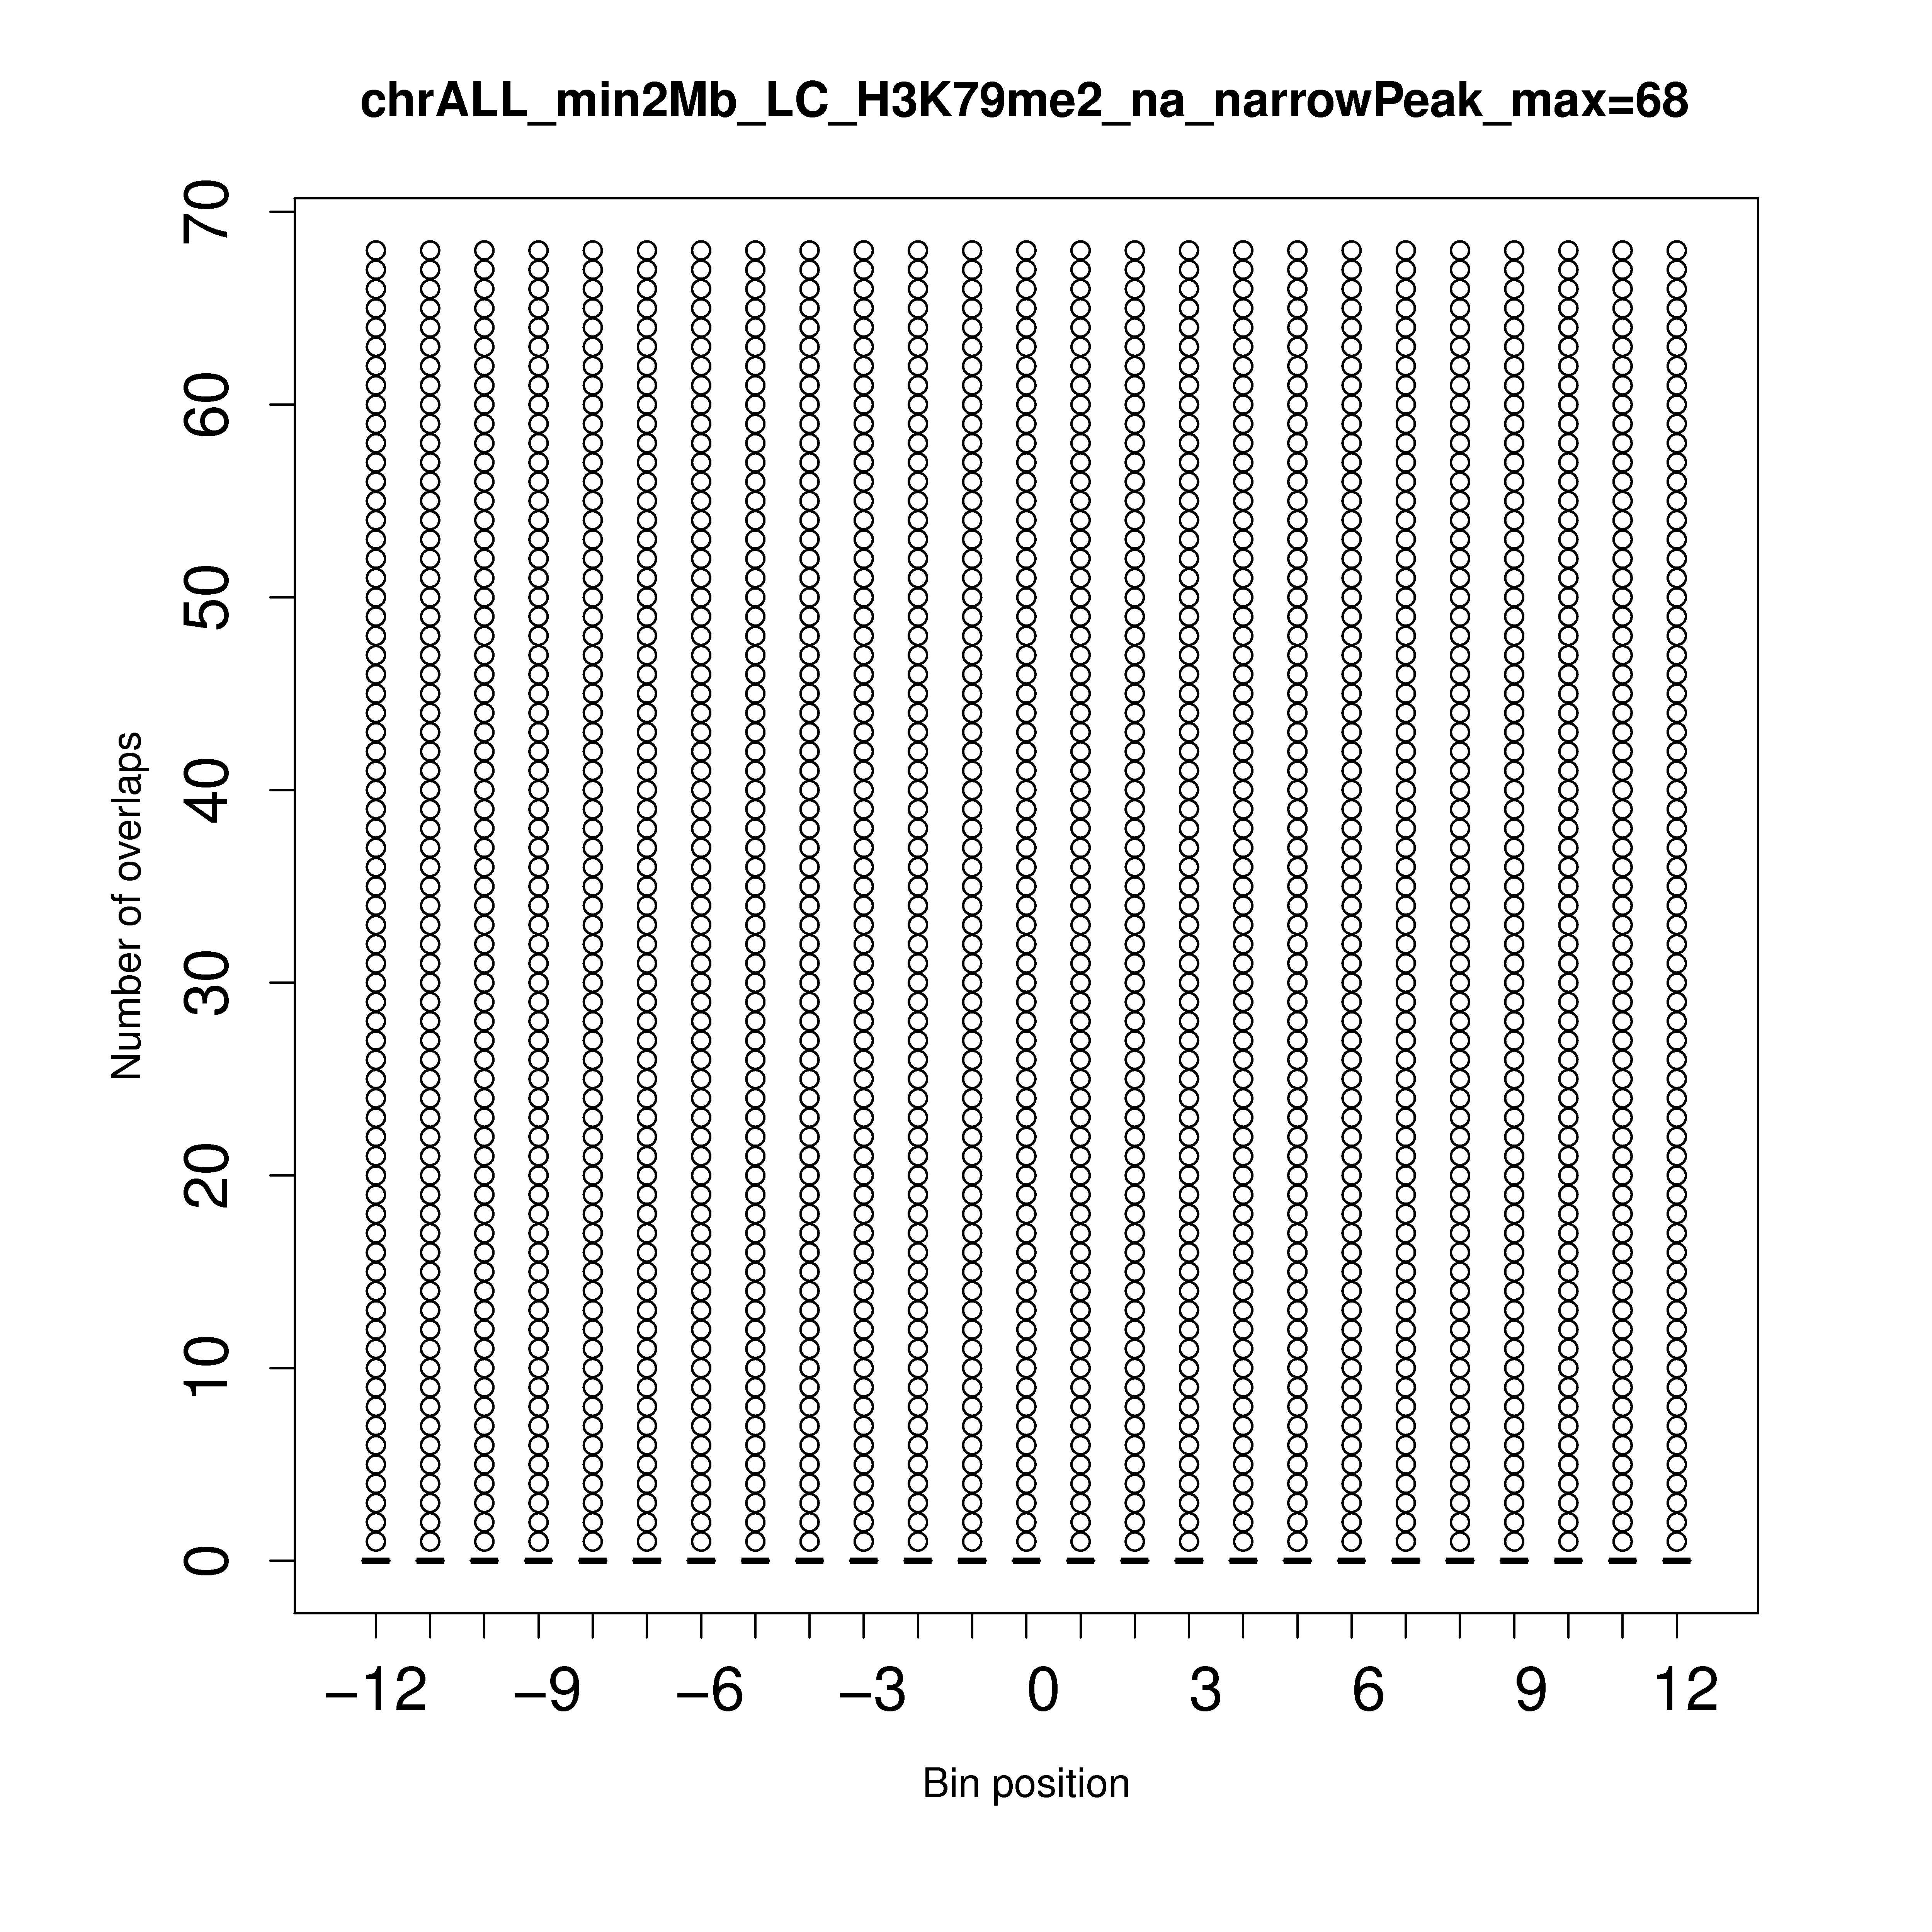 chrALL_min2Mb_LC_H3K79me2_na_narrowPeak_max=68
70
60
50
40
30
20
10
0
Number of overlaps
−12 −9 −6 −3 0 3 6 9 12
Bin position